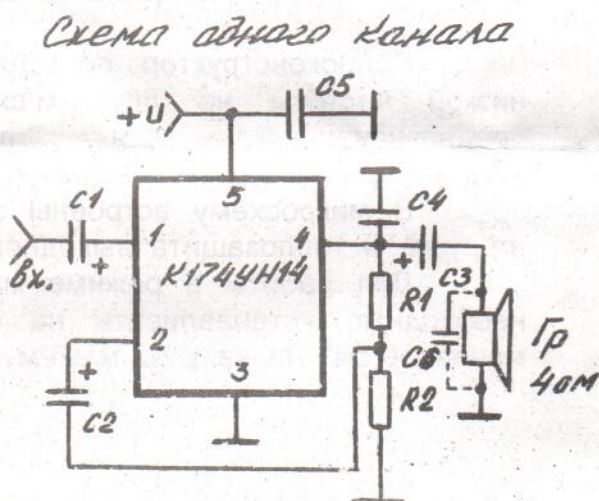 Схема одного канала
+U
C5
5
C1
1
4
C4
+
+
Вх.
К174УН14
R1
C3
2
+
3
C2
C6
R2
Гр
4ом